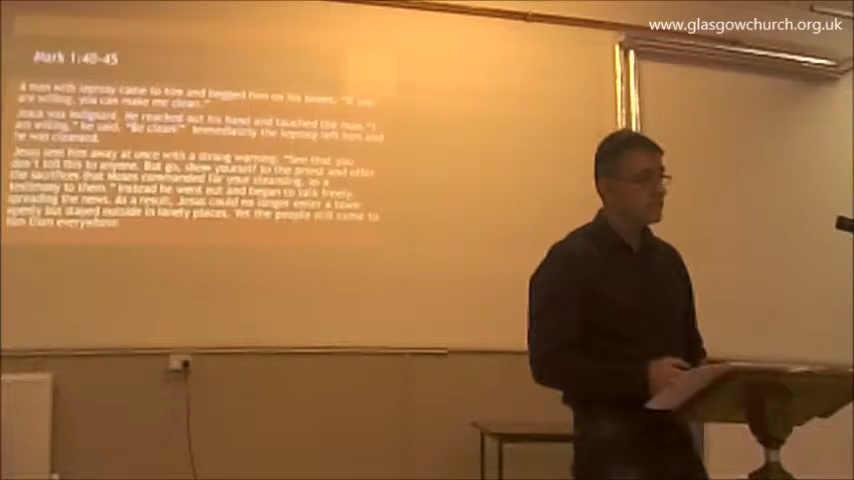 www.glasgowchurch.org.uk
Mark 1:40-45
A man with leprosy came to him and begged him on his knees, "If you
are willing, you can make me clean."
Jesus was indignant. He reached out his hand and touched the man. "I
am willing," he said. "Be clean!" Immediately the leprosy left him and
he was cleansed.
Jesus sent him away at once with a strong warning: "See that you
don't tell this to anyone. But go, show yourself to the priest and offer
the sacrifices that Moses commanded for your cleansing, as a
testimony to them." Instead he went out and began to talk freely,
spreading the news. As a result, Jesus could no longer enter a town
openly but stayed outside in lonely places. Yet the people still came to
him from everywhere.